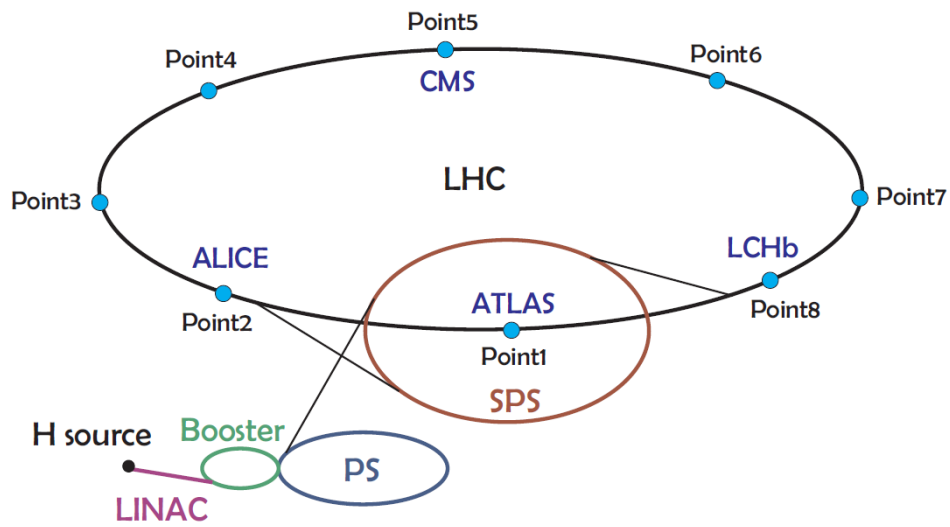 Point5
Point4
Point6
CMS
LHC
Point3
Point7
ALICE
LCHb
ATLAS
Point2
Point8
Point1
SPS
Booster
H source
PS
LINAC